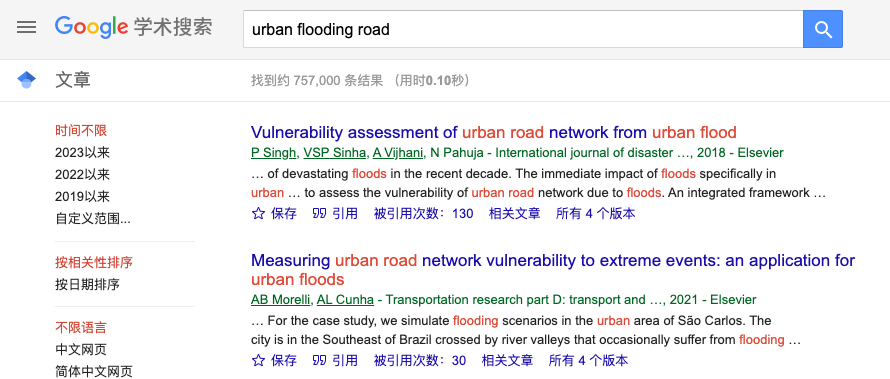 Google 学术搜索
urban flooding road
文章
找到约 757,000 条结果 （用时0.10秒）
时间不限
2023以来
2022以来
2019以来
自定义范围...
按相关性排序
按日期排序
不限语言
中文网页
简体中文网页
Vulnerability assessment of urban road network from urban flood
P Singh, VSP Sinha, A Vijhani, N Pahuja - International journal of disaster …, 2018 - Elsevier
… of devastating floods in the recent decade. The immediate impact of floods specifically in
urban … to assess the vulnerability of urban road network due to floods. An integrated framework …
保存 引用 被引用次数：130 相关文章 所有 4 个版本
Measuring urban road network vulnerability to extreme events: an application for
urban floods
AB Morelli, AL Cunha - Transportation research part D: transport and …, 2021 - Elsevier
… For the case study, we simulate flooding scenarios in the urban area of São Carlos. The
city is in the Southeast of Brazil crossed by river valleys that occasionally suffer from flooding …
保存 引用 被引用次数：30 相关文章 所有 4 个版本